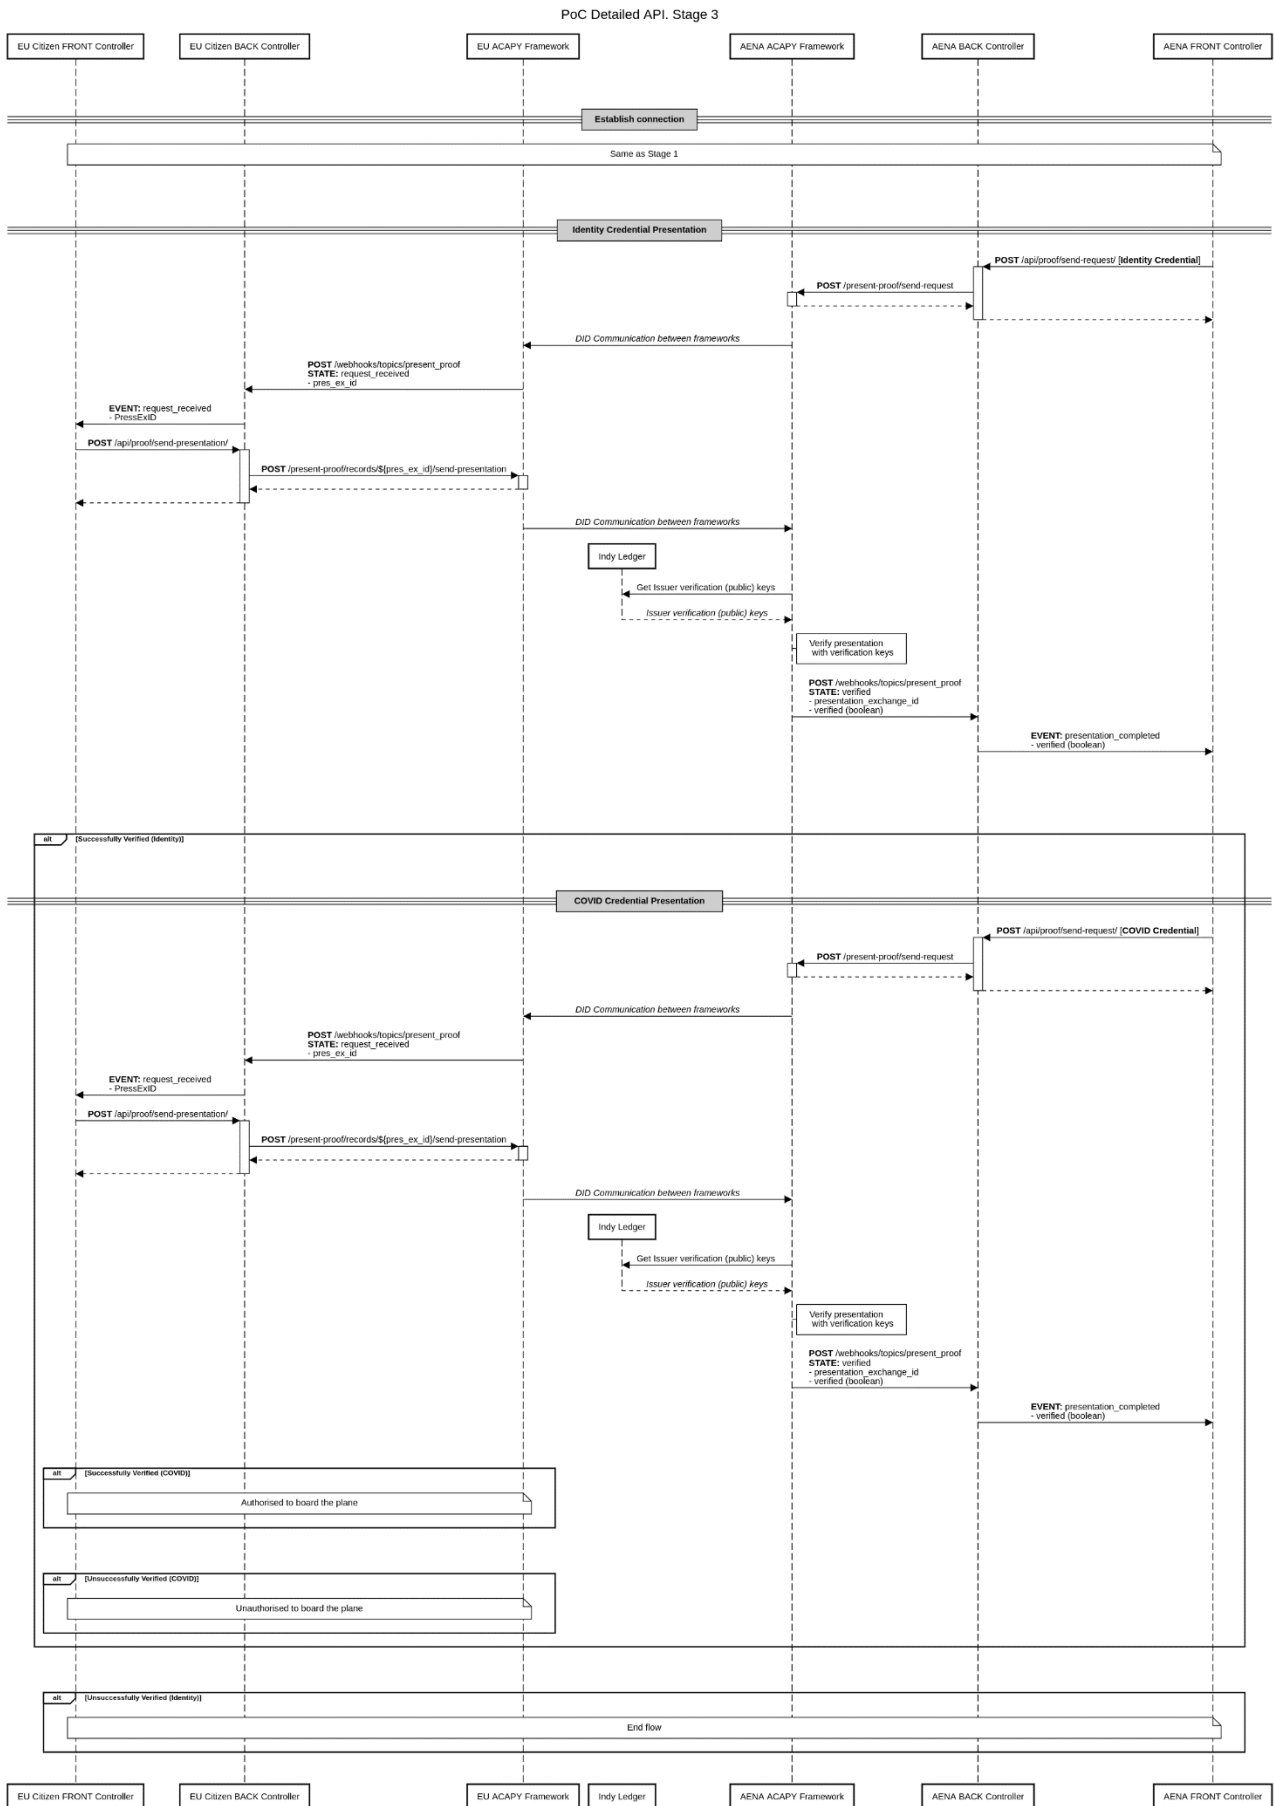 PoC Detailed API. Stage 3
EU Citizen FRONT Controller
EU Citizen BACK Controller
EU ACAPY Framework
AENA ACAPY Framework
AENA BACK Controller
AENA FRONT Controller
Establish connection
Same as Stage 1
Identity Credential Presentation
POST /api/proof/send-request/ [Identity Credential]
POST /present-proof/send-request
DID Communication between frameworks
POST /webhooks/topics/present_proof
STATE: request_received
- pres_ex_id
EVENT: request_received
- PressExID
POST /api/proof/send-presentation/
POST /present-proof/records/${pres_ex_id}/send-presentation
DID Communication between frameworks
Indy Ledger
Get Issuer verification (public) keys
Issuer verification (public) keys
Verify presentation
with verification keys
POST /webhooks/topics/present_proof
STATE: verified
- presentation_exchange_id
- verified (boolean)
EVENT: presentation_completed
- verified (boolean)
alt [Successfully Verified (Identity)]
COVID Credential Presentation
POST /api/proof/send-request/ [COVID Credential]
POST /present-proof/send-request
DID Communication between frameworks
POST /webhooks/topics/present_proof
STATE: request_received
- pres_ex_id
EVENT: request_received
- PressExID
POST /api/proof/send-presentation/
POST /present-proof/records/${pres_ex_id}/send-presentation
DID Communication between frameworks
Indy Ledger
Get Issuer verification (public) keys
Issuer verification (public) keys
Verify presentation
with verification keys
POST /webhooks/topics/present_proof
STATE: verified
- presentation_exchange_id
- verified (boolean)
EVENT: presentation_completed
- verified (boolean)
alt [Successfully Verified (COVID)]
Authorised to board the plane
alt [Unsuccessfully Verified (COVID)]
Unauthorised to board the plane
alt [Unsuccessfully Verified (Identity)]
End flow
EU Citizen FRONT Controller
EU Citizen BACK Controller
EU ACAPY Framework
Indy Ledger
AENA ACAPY Framework
AENA BACK Controller
AENA FRONT Controller